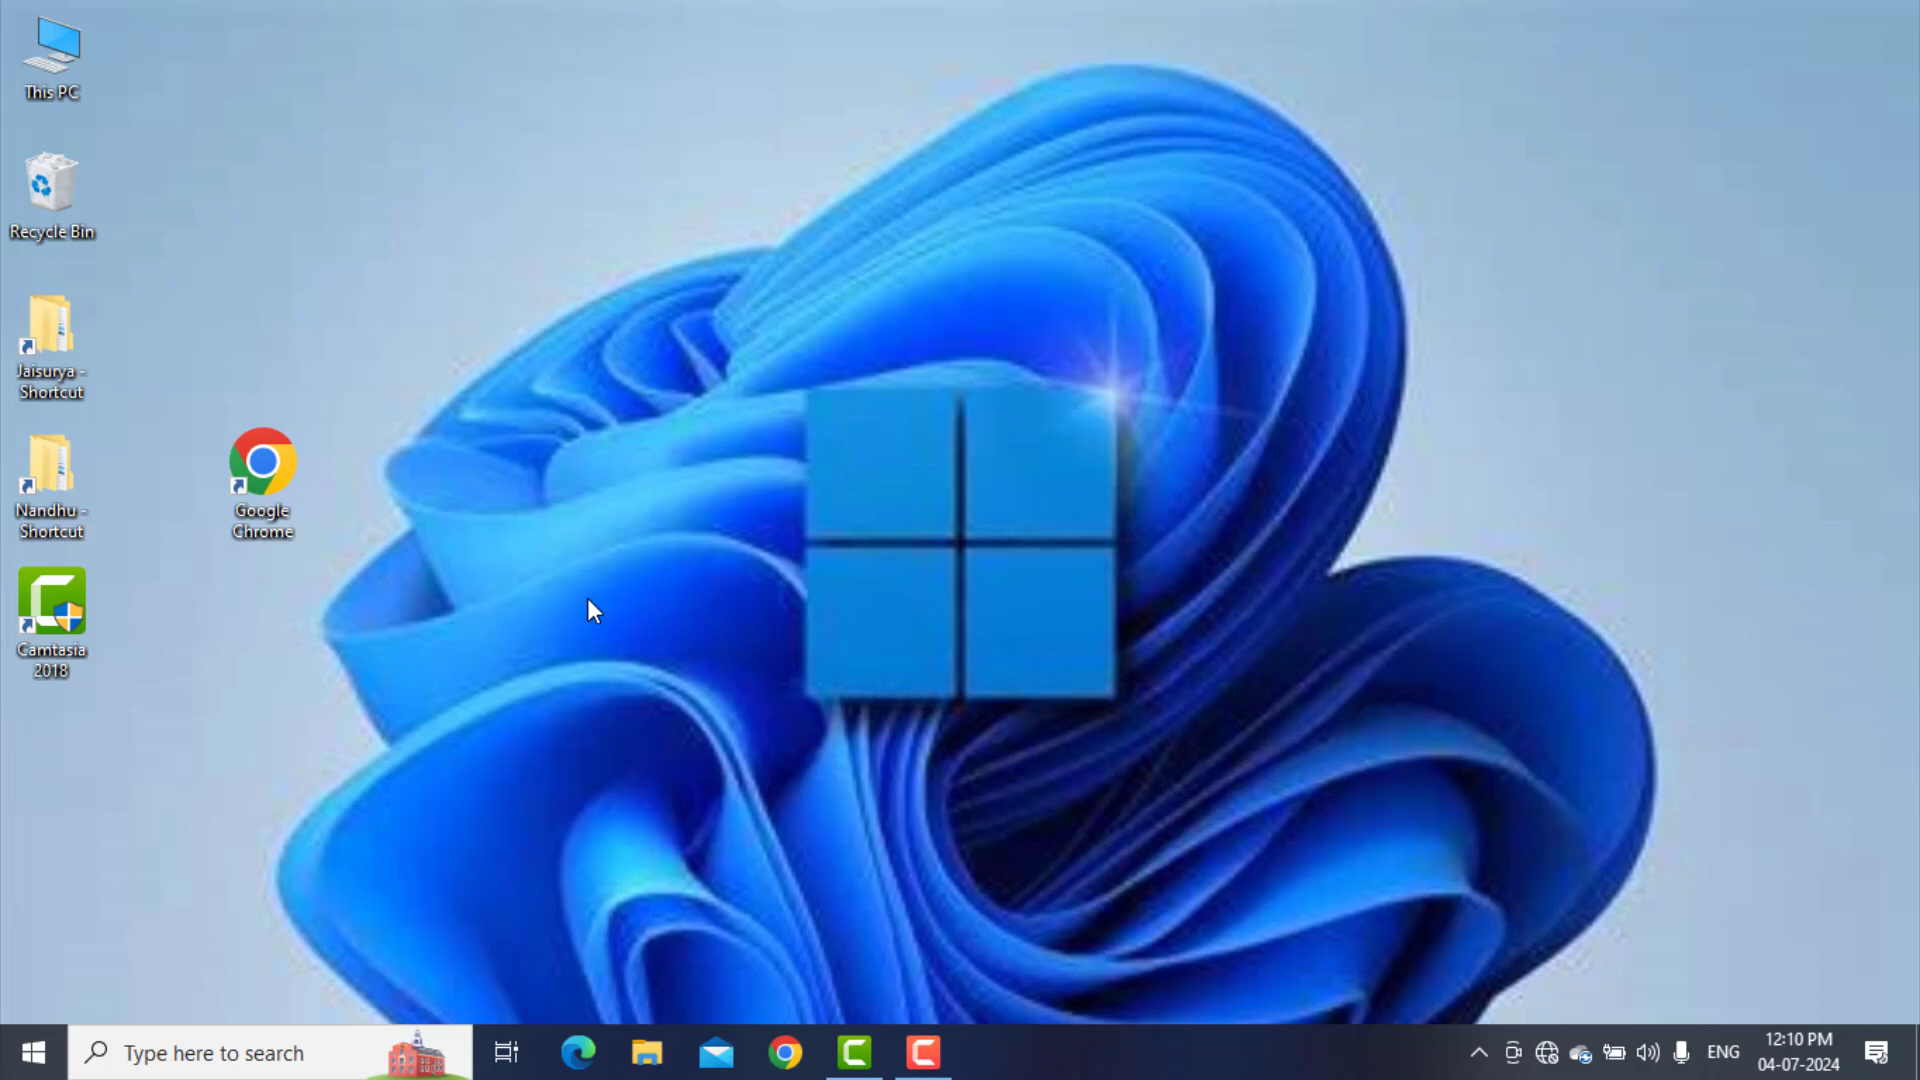 This PC
Recycle Bin
Jaisurya -
Shortcut
Nandhu -
Shortcut
Google
Chrome
Camtasia
2018
Type here to search
ENG
12:10 PM
04-07-2024